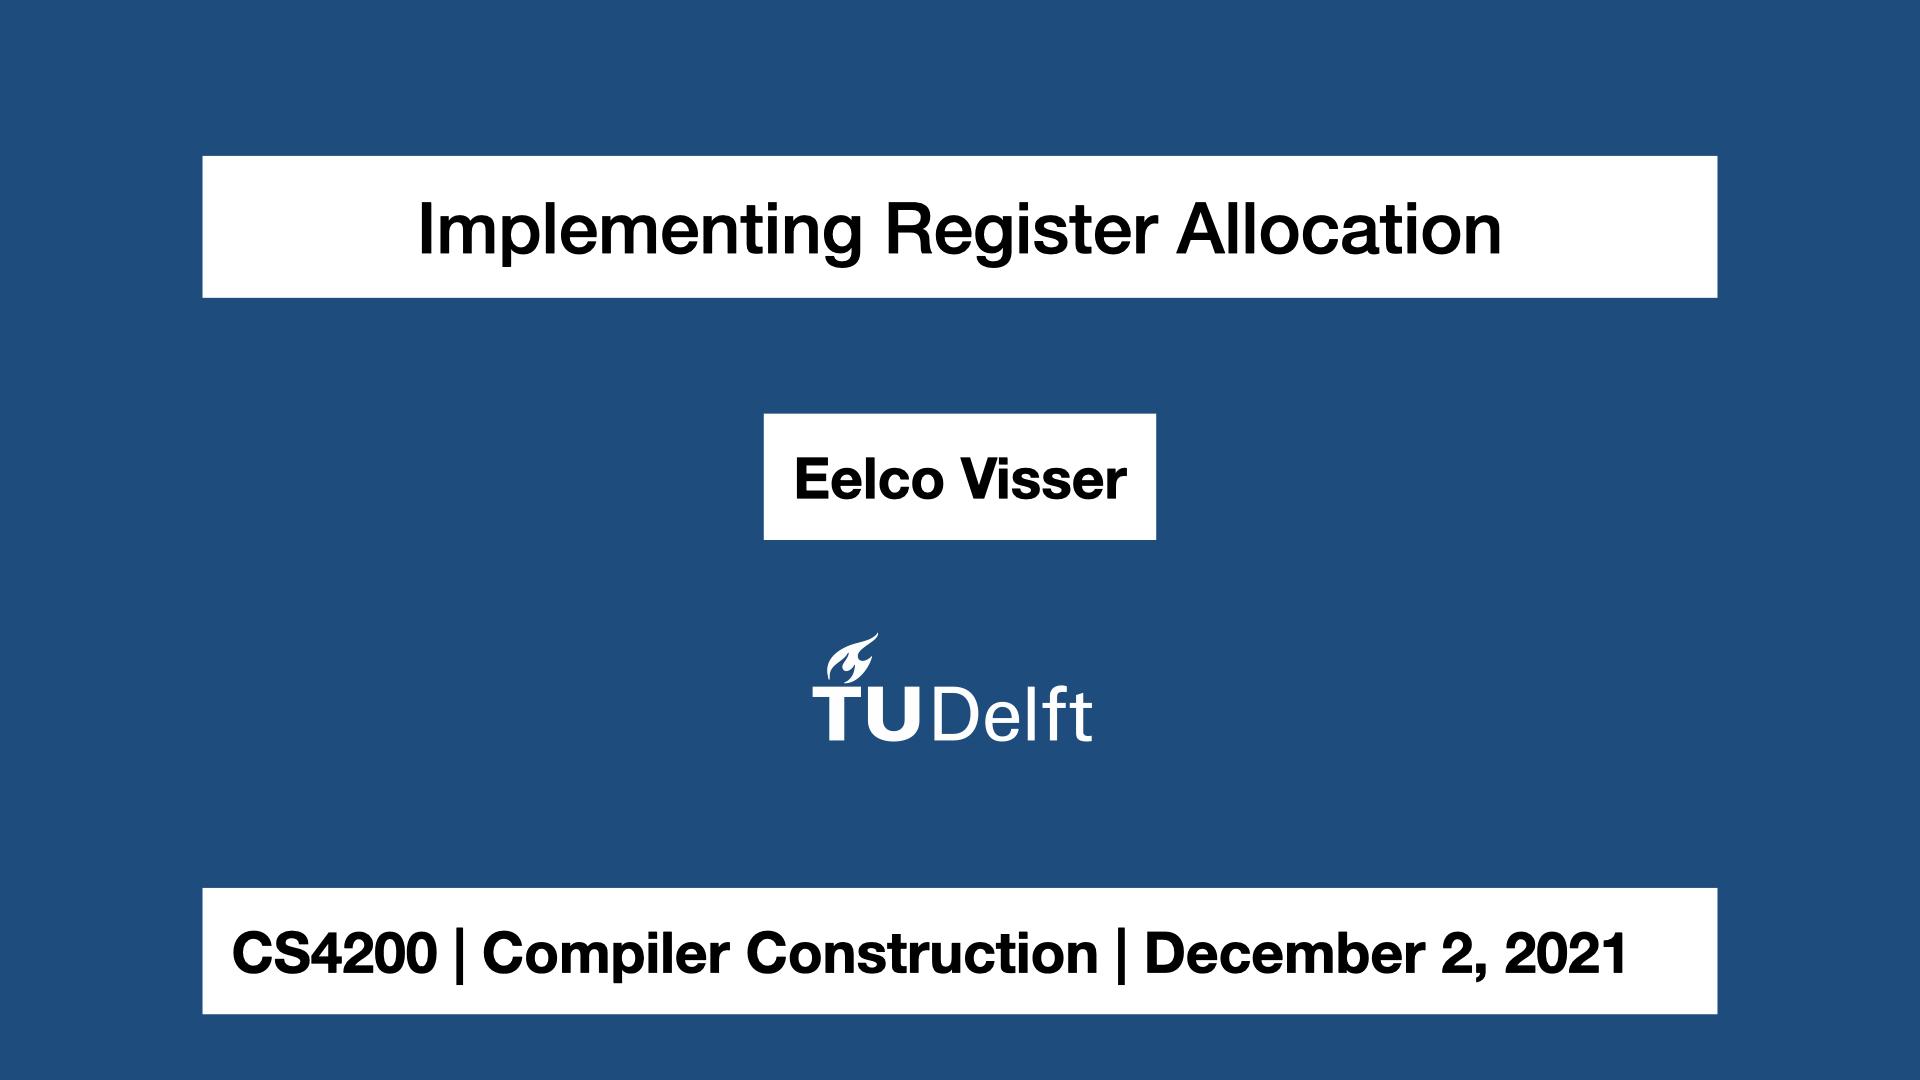 Implementing Register Allocation
Eelco Visser
TU Delft
CS4200 | Compiler Construction | December 2, 2021